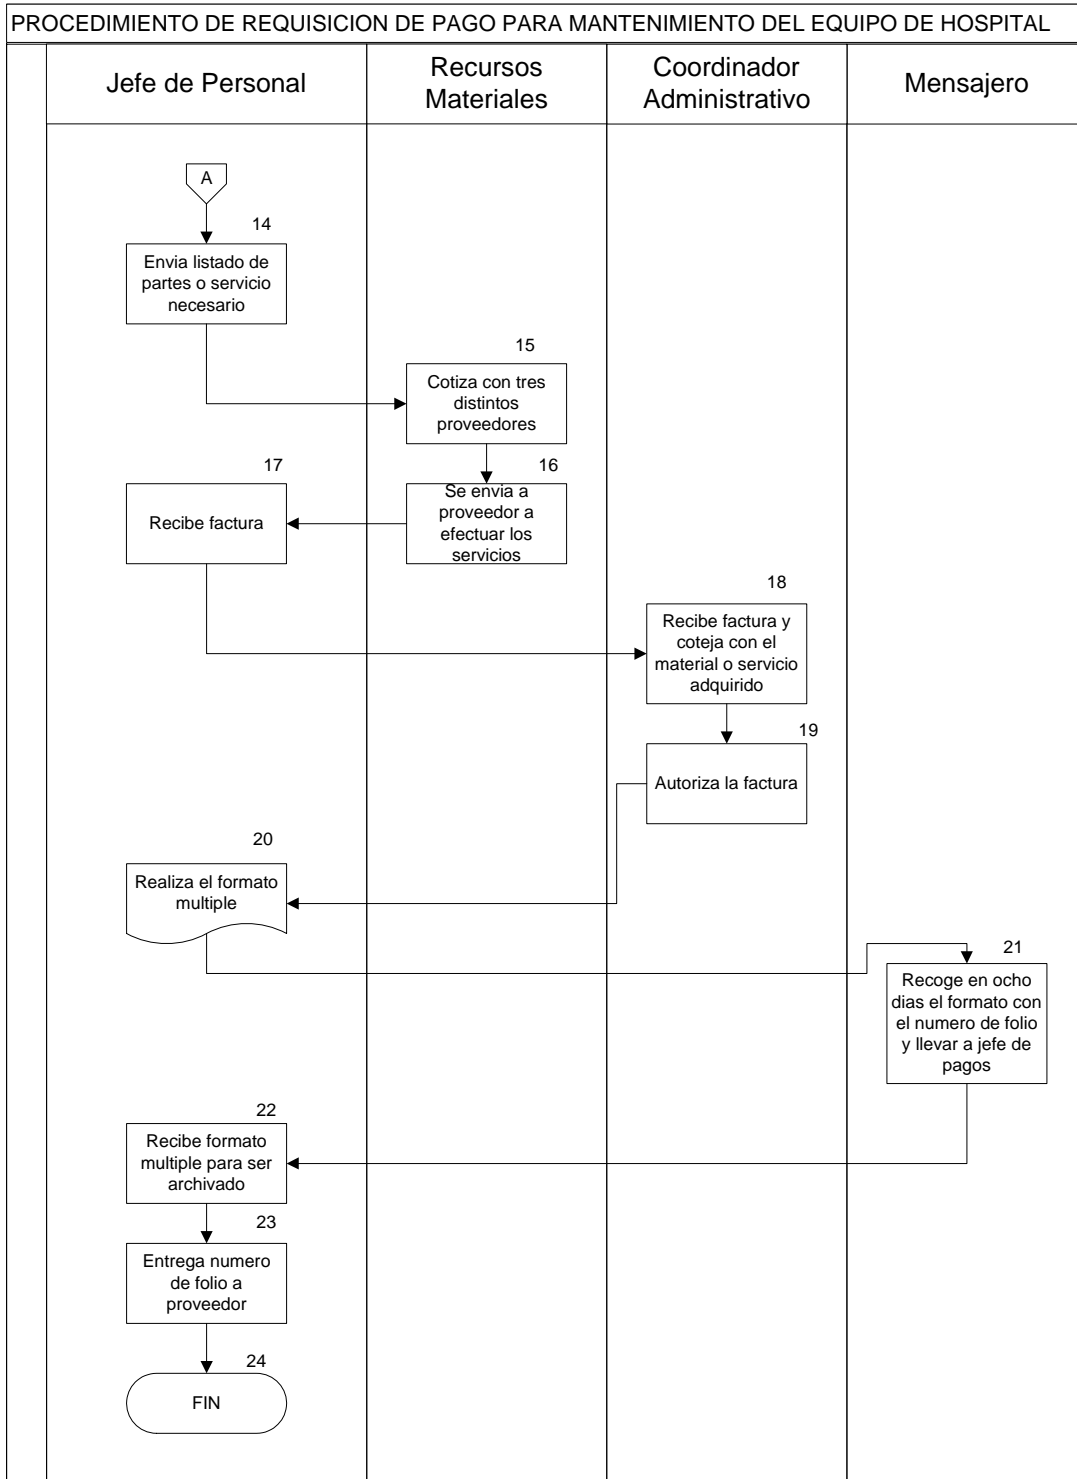 PROCEDIMIENTO DE REQUISICION DE PAGO PARA MANTENIMIENTO DEL EQUIPO DE HOSPITAL
Jefe de Personal
Recursos
Materiales
Coordinador
Administrativo
Mensajero
A
14
Envia listado de
partes o servicio
necesario
15
Cotiza con tres
distintos
proveedores
16
Se envia a
proveedor a
efectuar los
servicios
17
Recibe factura
18
Recibe factura y
coteja con el
material o servicio
adquirido
19
Autoriza la factura
20
Realiza el formato
multiple
21
Recoge en ocho
dias el formato con
el numero de folio
y llevar a jefe de
pagos
22
Recibe formato
multiple para ser
archivado
23
Entrega numero
de folio a
proveedor
24
FIN